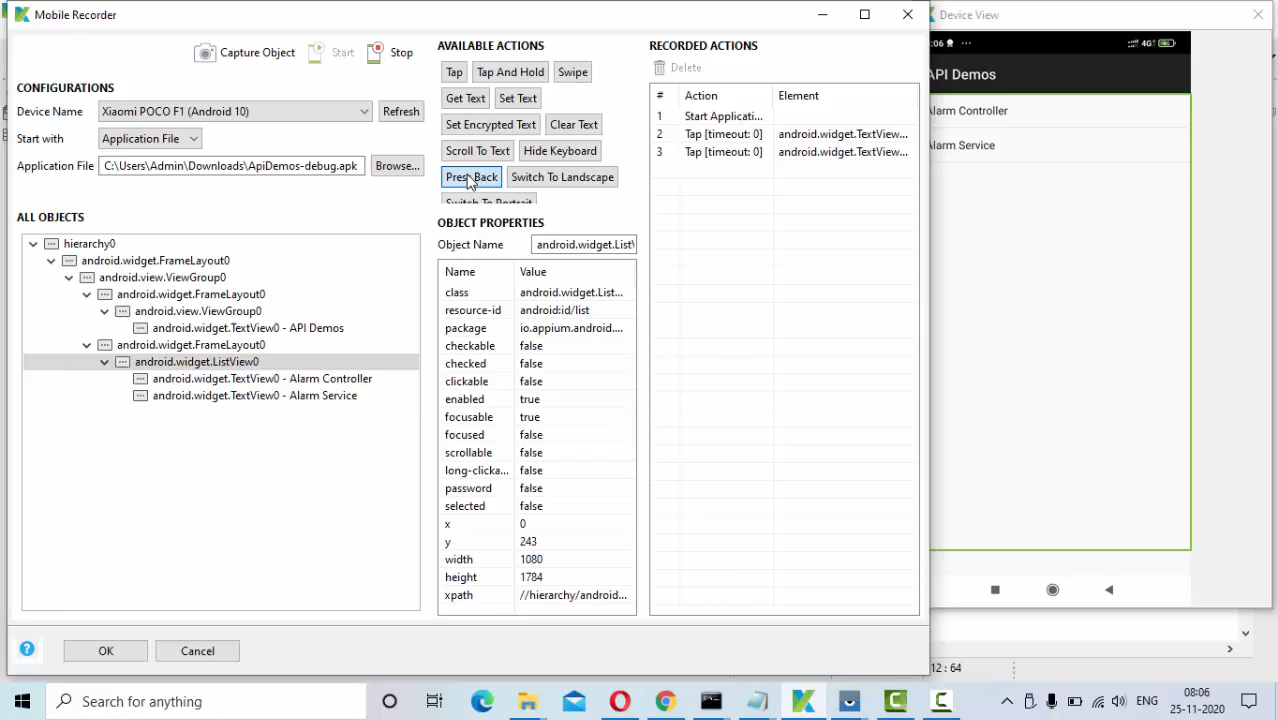 Mobile Recorder
Device View
Capture Object
Start
Stop
CONFIGURATIONS
Device Name
Xiaomi POCO F1 (Android 10)
Refresh
Start with
Application File
Application File
C:\Users\Admin\Downloads\ApiDemos-debug.apk
Browse...
ALL OBJECTS
hierarchy0
android.widget.FrameLayout0
android.view.ViewGroup0
android.widget.FrameLayout0
android.view.ViewGroup0
android.widget.TextView0 - API Demos
android.widget.FrameLayout0
android.widget.ListView0
android.widget.TextView0 - Alarm Controller
android.widget.TextView0 - Alarm Service
OK
Cancel
AVAILABLE ACTIONS
Tap
Tap And Hold
Swipe
Get Text
Set Text
Set Encrypted Text
Clear Text
Scroll To Text
Hide Keyboard
Press Back
Switch To Landscape
Switch To Portrait
OBJECT PROPERTIES
Object Name
android.widget.List
Name Value
class android.widget.List...
resource-id android:id/list
package io.appium.android....
checkable false
checked false
clickable false
enabled true
focusable true
focused false
scrollable false
long-clicka... false
password false
selected false
x 0
y 243
width 1080
height 1784
xpath //hierarchy/android...
RECORDED ACTIONS
Delete
# Action Element
1 Start Applicati...
2 Tap [timeout: 0] android.widget.TextView...
3 Tap [timeout: 0] android.widget.TextView...
:06 ... 4G+
API Demos
Alarm Controller
Alarm Service
12 : 64
Search for anything
ENG
08:06
25-11-2020